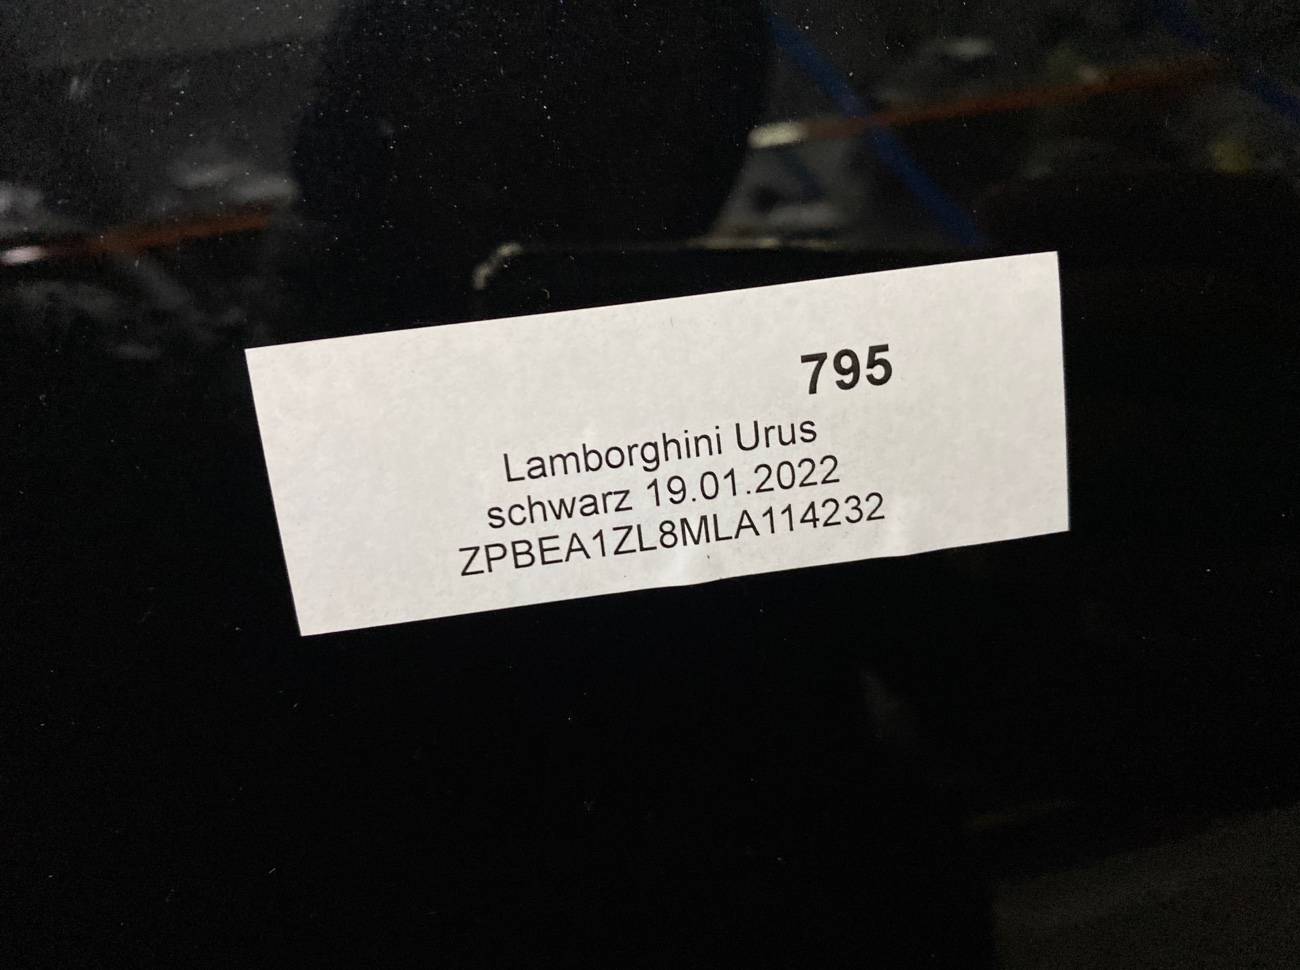 795
Lamborghini Urus
schwarz 19.01.2022
ZPBEA1ZL8MLA114232